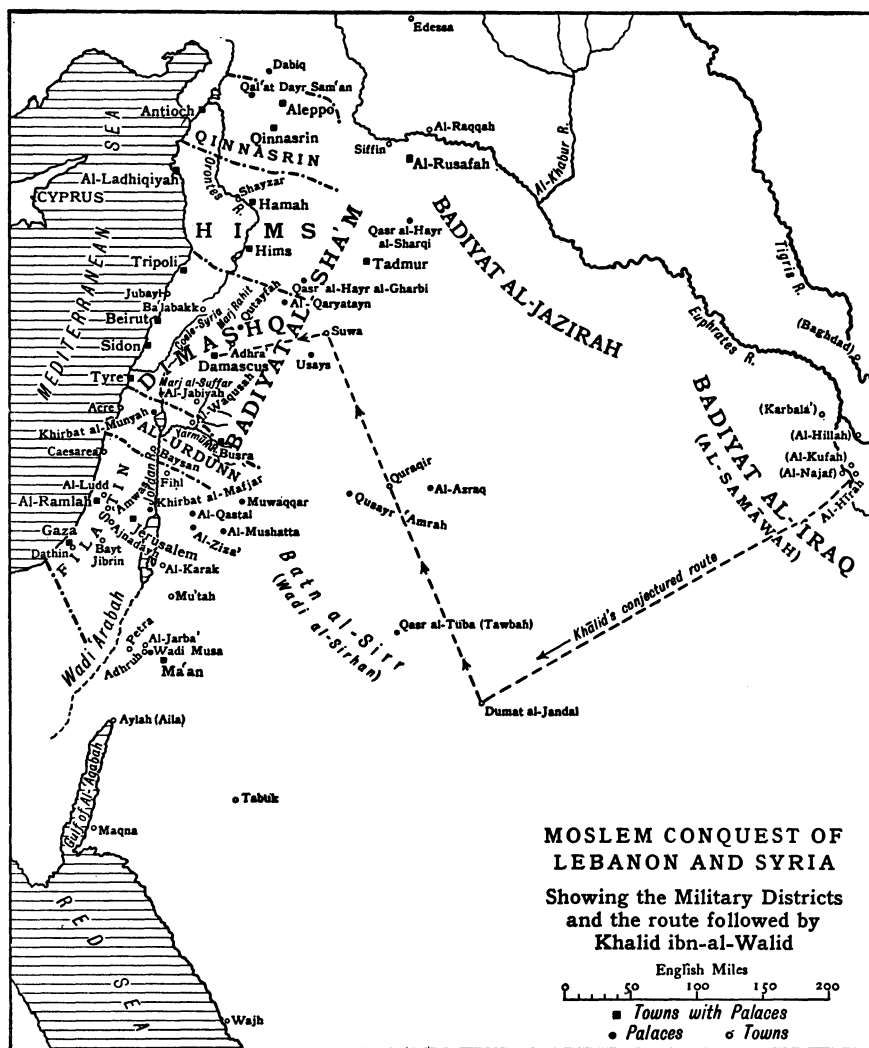 Edessa
Dabiq
Qal'at Dayr Sam'an
Aleppo
Antioch
Qinnasrin
Al-Raqqah
Siffin
QINNASRIN
Al-Rusafah
Al-Khabur R.
SEA
Al-Ladhiqiyah
Orontes R.
Shayzar
CYPRUS
Hamah
HIMS
Qasr al-Hayr
al-Sharqi
BADIYAT AL-JAZIRAH
Tigris R.
Hims
Tadmur
Tripoli
MEDITERRANEAN
Qasr al-Hayr al-Gharbi
Jubayl
Al-Qaryatayn
Ba'labakk
Coele-Syria
Marj Rahit
Qutayfah
Beirut
DIMASHQ
BADIYAT AL-SHA'M
Suwa
Euphrates R.
(Baghdad)
Sidon
Adhra
Damascus
Usays
Tyre
Marj al-Suffar
Al-Jabiyah
Al-Waqusah
Acre
Khirbat al-Munyah
Yarmuk R.
AL-URDUNN
Busra
(Karbalā')
(Al-Hillah)
(Al-Kufah)
(Al-Najaf)
Al-Hīrah
BADIYAT AL-'IRAQ
(AL-SAMĀWAH)
Caesarea
Baysan
Fihl
Jordan R.
Al-Ludd
Amwas
Khirbat al-Mafjar
Al-Ramlah
Muwaqqar
Quraqir
Al-Azraq
Qusayr 'Amrah
FILASTIN
Al-Qastal
Al-Mushatta
Al-Ziza'
Jerusalem
Ajnadayn
Gaza
Dathin
Bayt
Jibrin
Al-Karak
Batn al-Sirr
(Wadi al-Sirhan)
Mu'tah
Khālid's conjectured route
Wadi 'Arabah
Petra
Al-Jarba'
Wadi Musa
Adhruh
Ma'an
Qasr al-Tuba (Tawbah)
Dumat al-Jandal
Aylah (Aila)
Gulf of Al-'Aqabah
Tabuk
Maqna
RED SEA
Wajh
MOSLEM CONQUEST OF
LEBANON AND SYRIA
Showing the Military Districts
and the route followed by
Khalid ibn-al-Walid
English Miles
0 50 100 150 200
Towns with Palaces
Palaces Towns